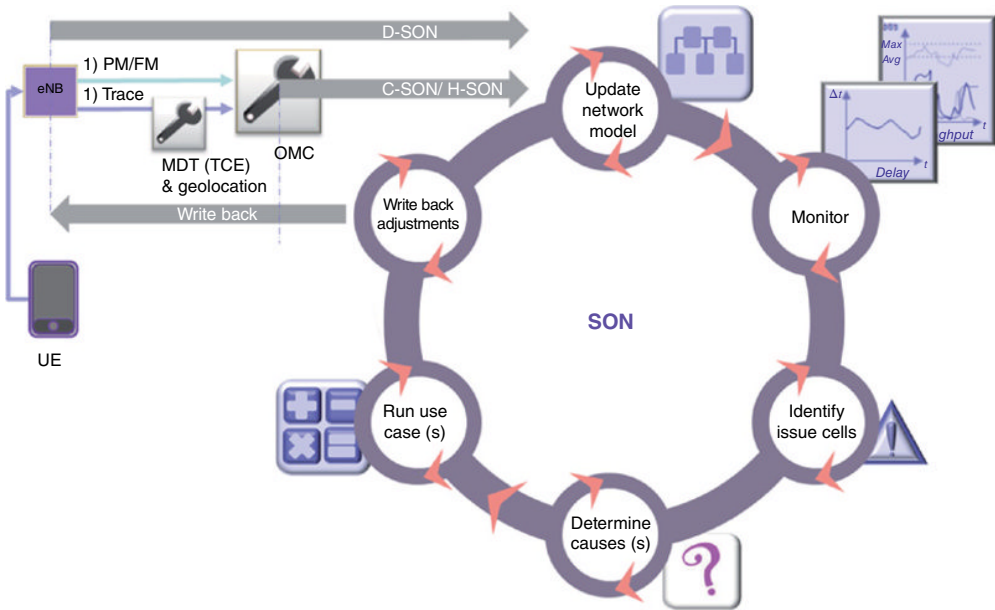 D-SON
1) PM/FM
eNB
1) Trace
C-SON/ H-SON
OMC
MDT (TCE)
& geolocation
Write back
UE
Update
network
model
Max
Avg
t
ghput
Δt
t
Delay
Monitor
Write back
adjustments
SON
Identify
issue cells
!
Run use
case (s)
Determine
causes (s)
?